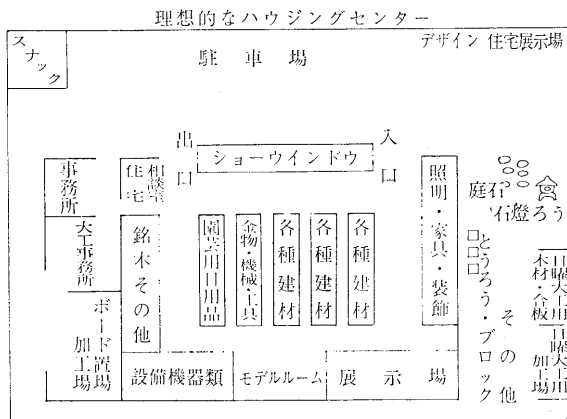 理想的なハウジングセンター
スナック
駐車場
デザイン住宅展示場
出口
ショーウインドウ
入口
事務所
住宅
相談室
照明・家具・装飾
庭石
石燈ろう
大工事務所
銘木その他
園芸用日用品
金物・機械・工具
各種建材
各種建材
各種建材
とうろう・ブロック
その他
日曜大工用
木材・合板
日曜大工用
加工場
ボード置場
加工場
設備機器類
モデルルーム
展示場